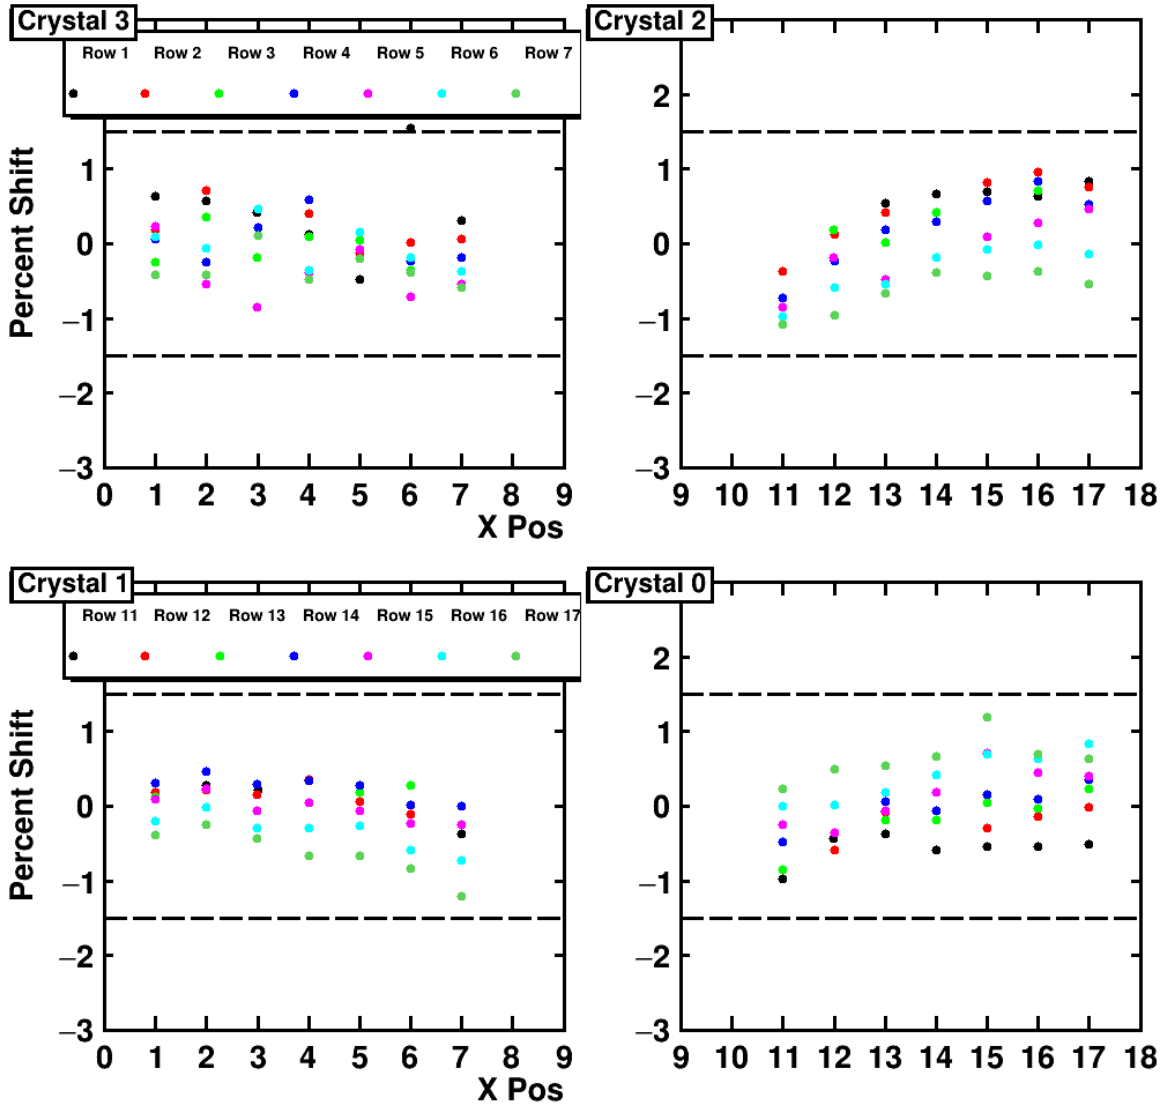 Crystal 3
Row 1 Row 2 Row 3 Row 4 Row 5 Row 6 Row 7
Percent Shift
1
0
−1
−2
−3
0 1 2 3 4 5 6 7 8 9
X Pos
Crystal 2
2
1
0
−1
−2
−3
9 10 11 12 13 14 15 16 17 18
Crystal 1
Row 11 Row 12 Row 13 Row 14 Row 15 Row 16 Row 17
Percent Shift
1
0
−1
−2
−3
0 1 2 3 4 5 6 7 8 9
X Pos
Crystal 0
2
1
0
−1
−2
−3
9 10 11 12 13 14 15 16 17 18